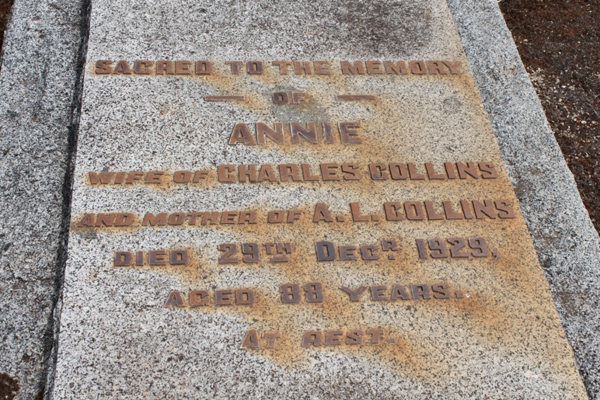 SACRED TO THE MEMORY
OF
ANNIE
WIFE OF CHARLES COLLINS
AND MOTHER OF A. L. COLLINS
DIED 29TH DECR. 1929,
AGED 88 YEARS.
AT REST.